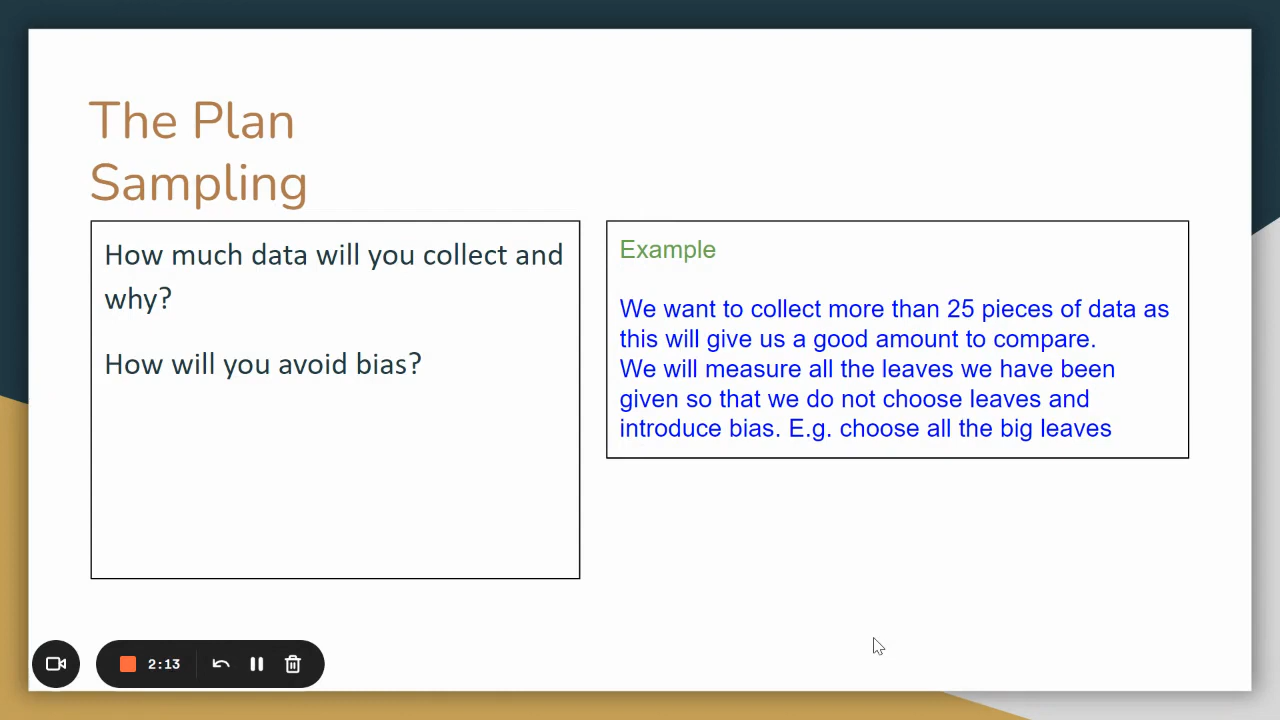 The Plan
Sampling
How much data will you collect and
why?
How will you avoid bias?
Example
We want to collect more than 25 pieces of data as
this will give us a good amount to compare.
We will measure all the leaves we have been
given so that we do not choose leaves and
introduce bias. E.g. choose all the big leaves
2:13